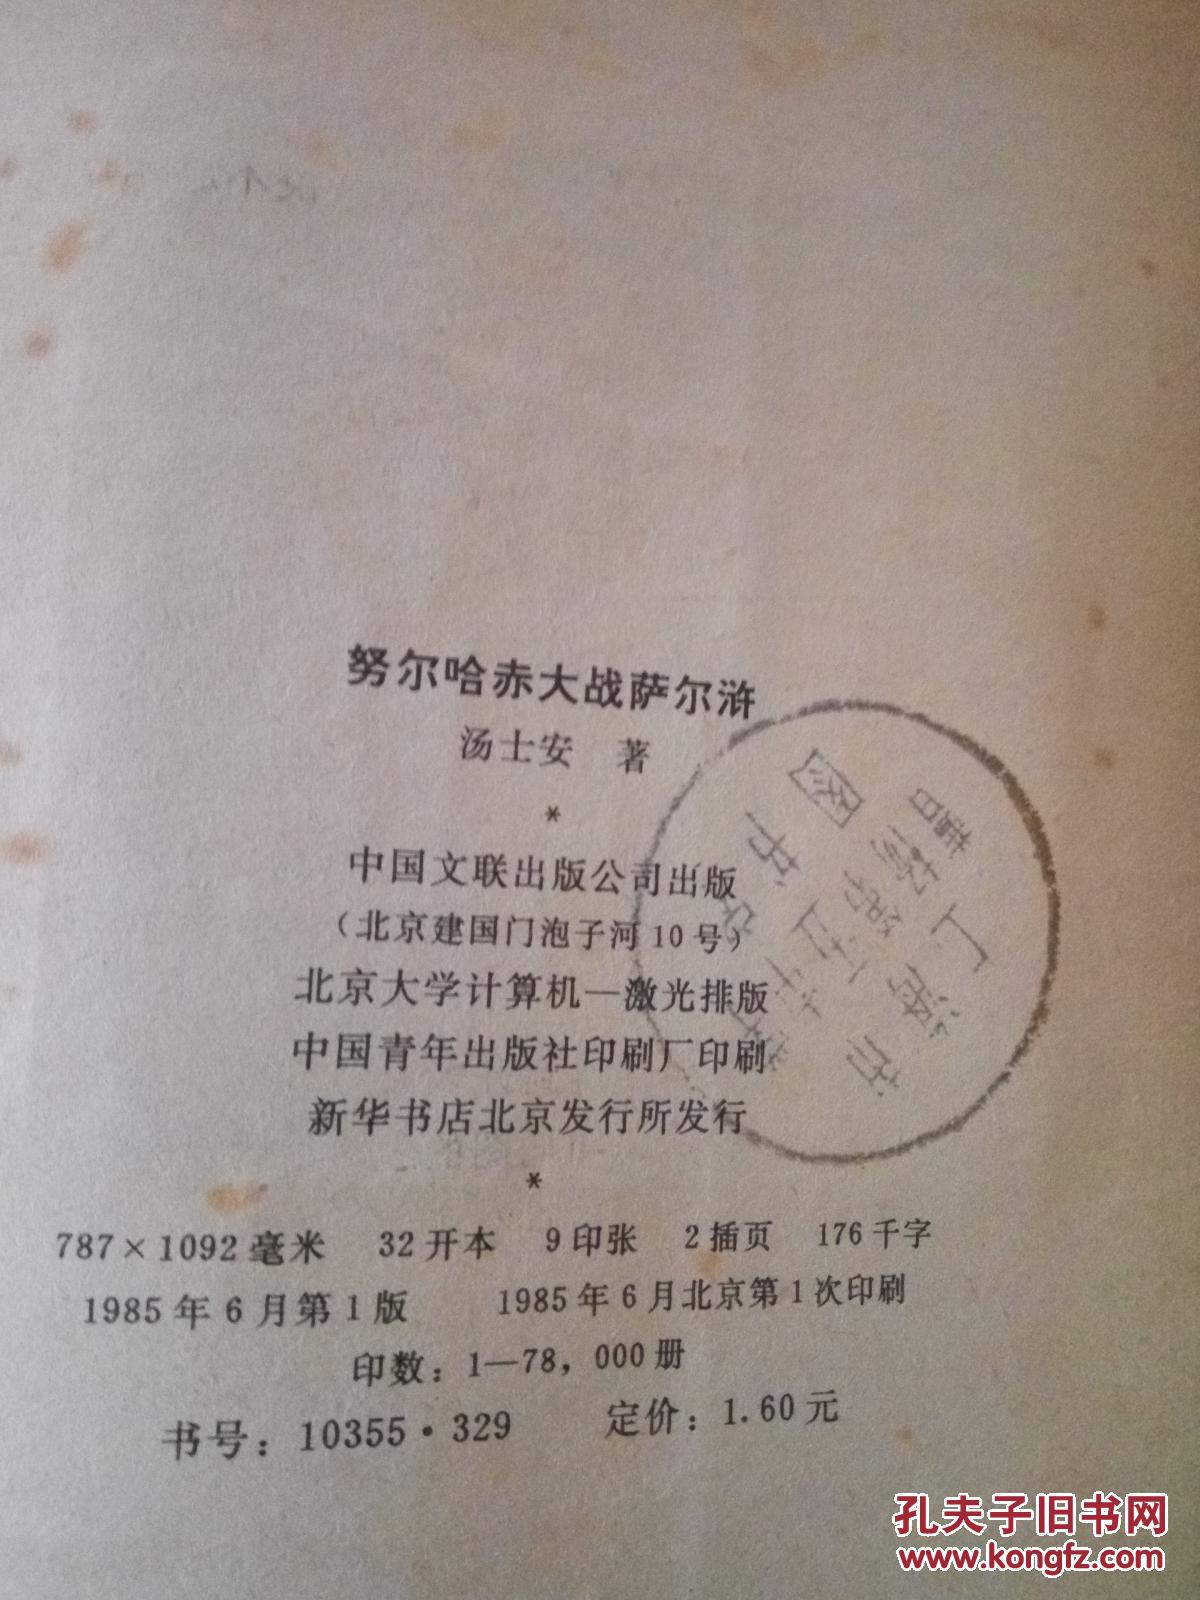 努尔哈赤大战萨尔浒
汤士安 著
*
中国文联出版公司出版
（北京建国门泡子河10号）
北京大学计算机—激光排版
中国青年出版社印刷厂印刷
新华书店北京发行所发行
*
787×1092毫米 32开本 9印张 2插页 176千字
1985年6月第1版 1985年6月北京第1次印刷
印数：1—78，000册
书号：10355·329 定价：1.60元
孔夫子旧书网
www.kongfz.com